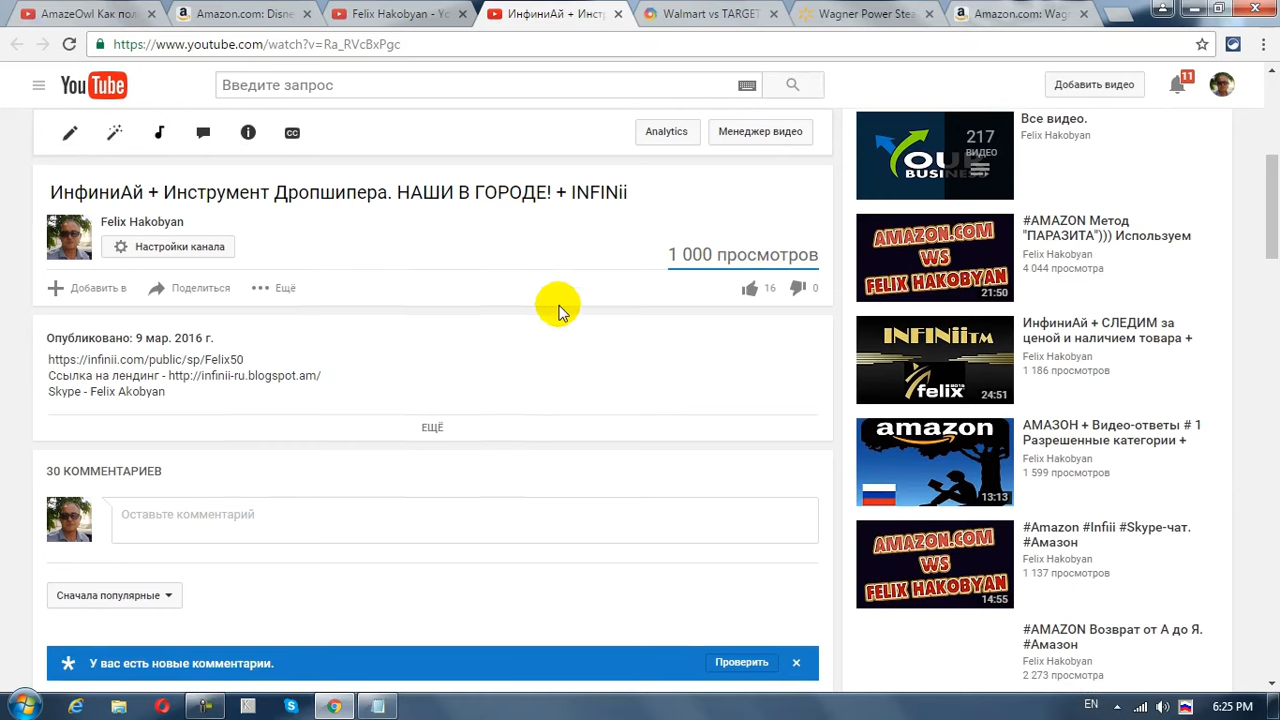 AmazeOwl Как пол
Amazon.com: Disne
Felix Hakobyan - Yo
ИнфиниАй + Инст
Walmart vs TARGET
Wagner Power Stea
Amazon.com: Wag
https://www.youtube.com/watch?v=Ra_RVcBxPgc
YouTube
Введите запрос
Добавить видео
11
Analytics
Менеджер видео
ИнфиниАй + Инструмент Дропшипера. НАШИ В ГОРОДЕ! + INFINii
Felix Hakobyan
Настройки канала
1 000 просмотров
Добавить в
Поделиться
Ещё
16
0
Опубликовано: 9 мар. 2016 г.
https://infinii.com/public/sp/Felix50
Ссылка на лендинг - http://infinii-ru.blogspot.am/
Skype - Felix Akobyan
ЕЩЁ
30 КОММЕНТАРИЕВ
Оставьте комментарий
Сначала популярные
У вас есть новые комментарии.
Проверить
OUR
BUSINESS
217
ВИДЕО
Все видео.
Felix Hakobyan
AMAZON.COM
WS
FELIX HAKOBYAN
21:50
#AMAZON Метод
"ПАРАЗИТА"))) Используем
Felix Hakobyan
4 044 просмотра
INFINiiTM
felix
24:51
ИнфиниАй + СЛЕДИМ за
ценой и наличием товара +
Felix Hakobyan
1 186 просмотров
amazon
13:13
АМАЗОН + Видео-ответы # 1
Разрешенные категории +
Felix Hakobyan
1 599 просмотров
AMAZON.COM
WS
FELIX HAKOBYAN
14:55
#Amazon #Infiii #Skype-чат.
#Амазон
Felix Hakobyan
1 137 просмотров
#AMAZON Возврат от А до Я.
#Амазон
Felix Hakobyan
2 273 просмотра
EN
6:25 PM